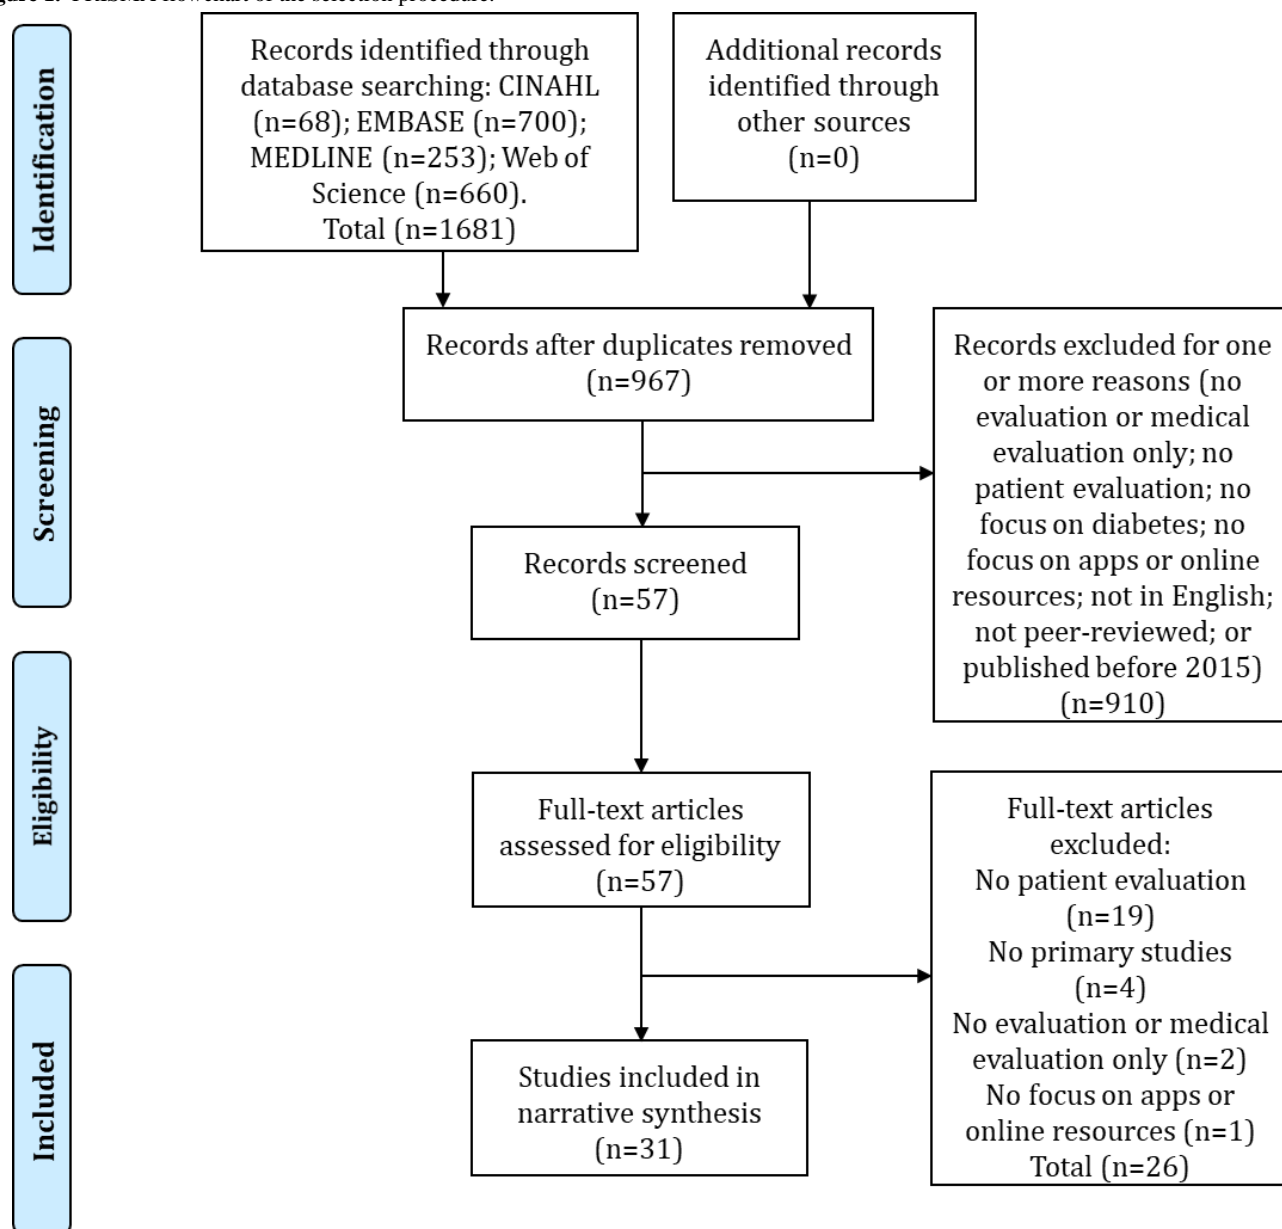 Identification
Records identified through
database searching: CINAHL
(n=68); EMBASE (n=700);
MEDLINE (n=253); Web of
Science (n=660).
Total (n=1681)
Additional records
identified through
other sources
(n=0)
Screening
Records after duplicates removed
(n=967)
Records excluded for one
or more reasons (no
evaluation or medical
evaluation only; no
patient evaluation; no
focus on diabetes; no
focus on apps or online
resources; not in English;
not peer-reviewed; or
published before 2015)
(n=910)
Records screened
(n=57)
Eligibility
Full-text articles
assessed for eligibility
(n=57)
Full-text articles
excluded:
No patient evaluation
(n=19)
No primary studies
(n=4)
No evaluation or medical
evaluation only (n=2)
No focus on apps or
online resources (n=1)
Total (n=26)
Included
Studies included in
narrative synthesis
(n=31)